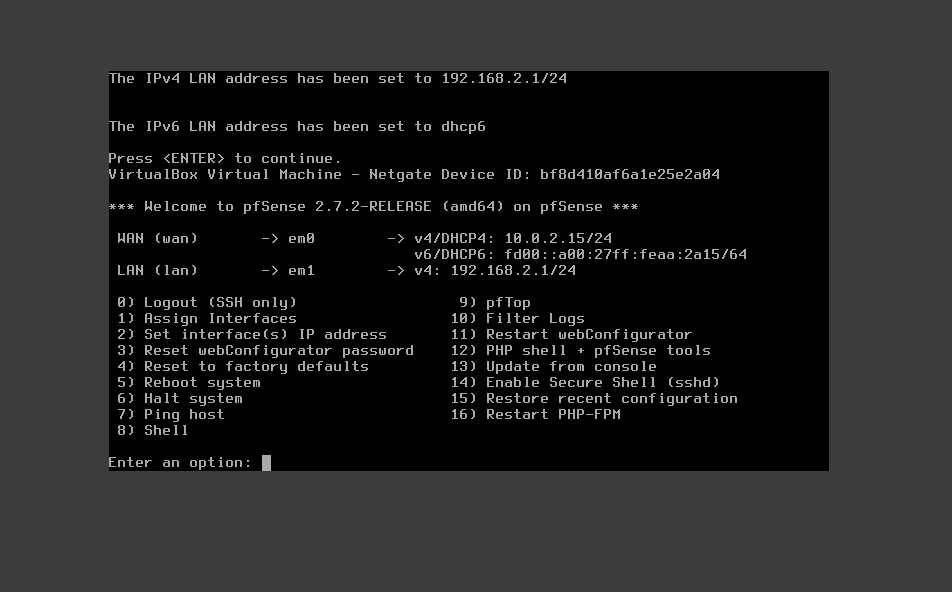 The IPv4 LAN address has been set to 192.168.2.1/24
The IPv6 LAN address has been set to dhcp6
Press <ENTER> to continue.
VirtualBox Virtual Machine - Netgate Device ID: bf8d410af6a1e25e2a04
*** Welcome to pfSense 2.7.2-RELEASE (amd64) on pfSense ***
WAN (wan) -> em0 -> v4/DHCP4: 10.0.2.15/24
v6/DHCP6: fd00::a00:27ff:feaa:2a15/64
LAN (lan) -> em1 -> v4: 192.168.2.1/24
0) Logout (SSH only) 9) pfTop
1) Assign Interfaces 10) Filter Logs
2) Set interface(s) IP address 11) Restart webConfigurator
3) Reset webConfigurator password 12) PHP shell + pfSense tools
4) Reset to factory defaults 13) Update from console
5) Reboot system 14) Enable Secure Shell (sshd)
6) Halt system 15) Restore recent configuration
7) Ping host 16) Restart PHP-FPM
8) Shell
Enter an option: